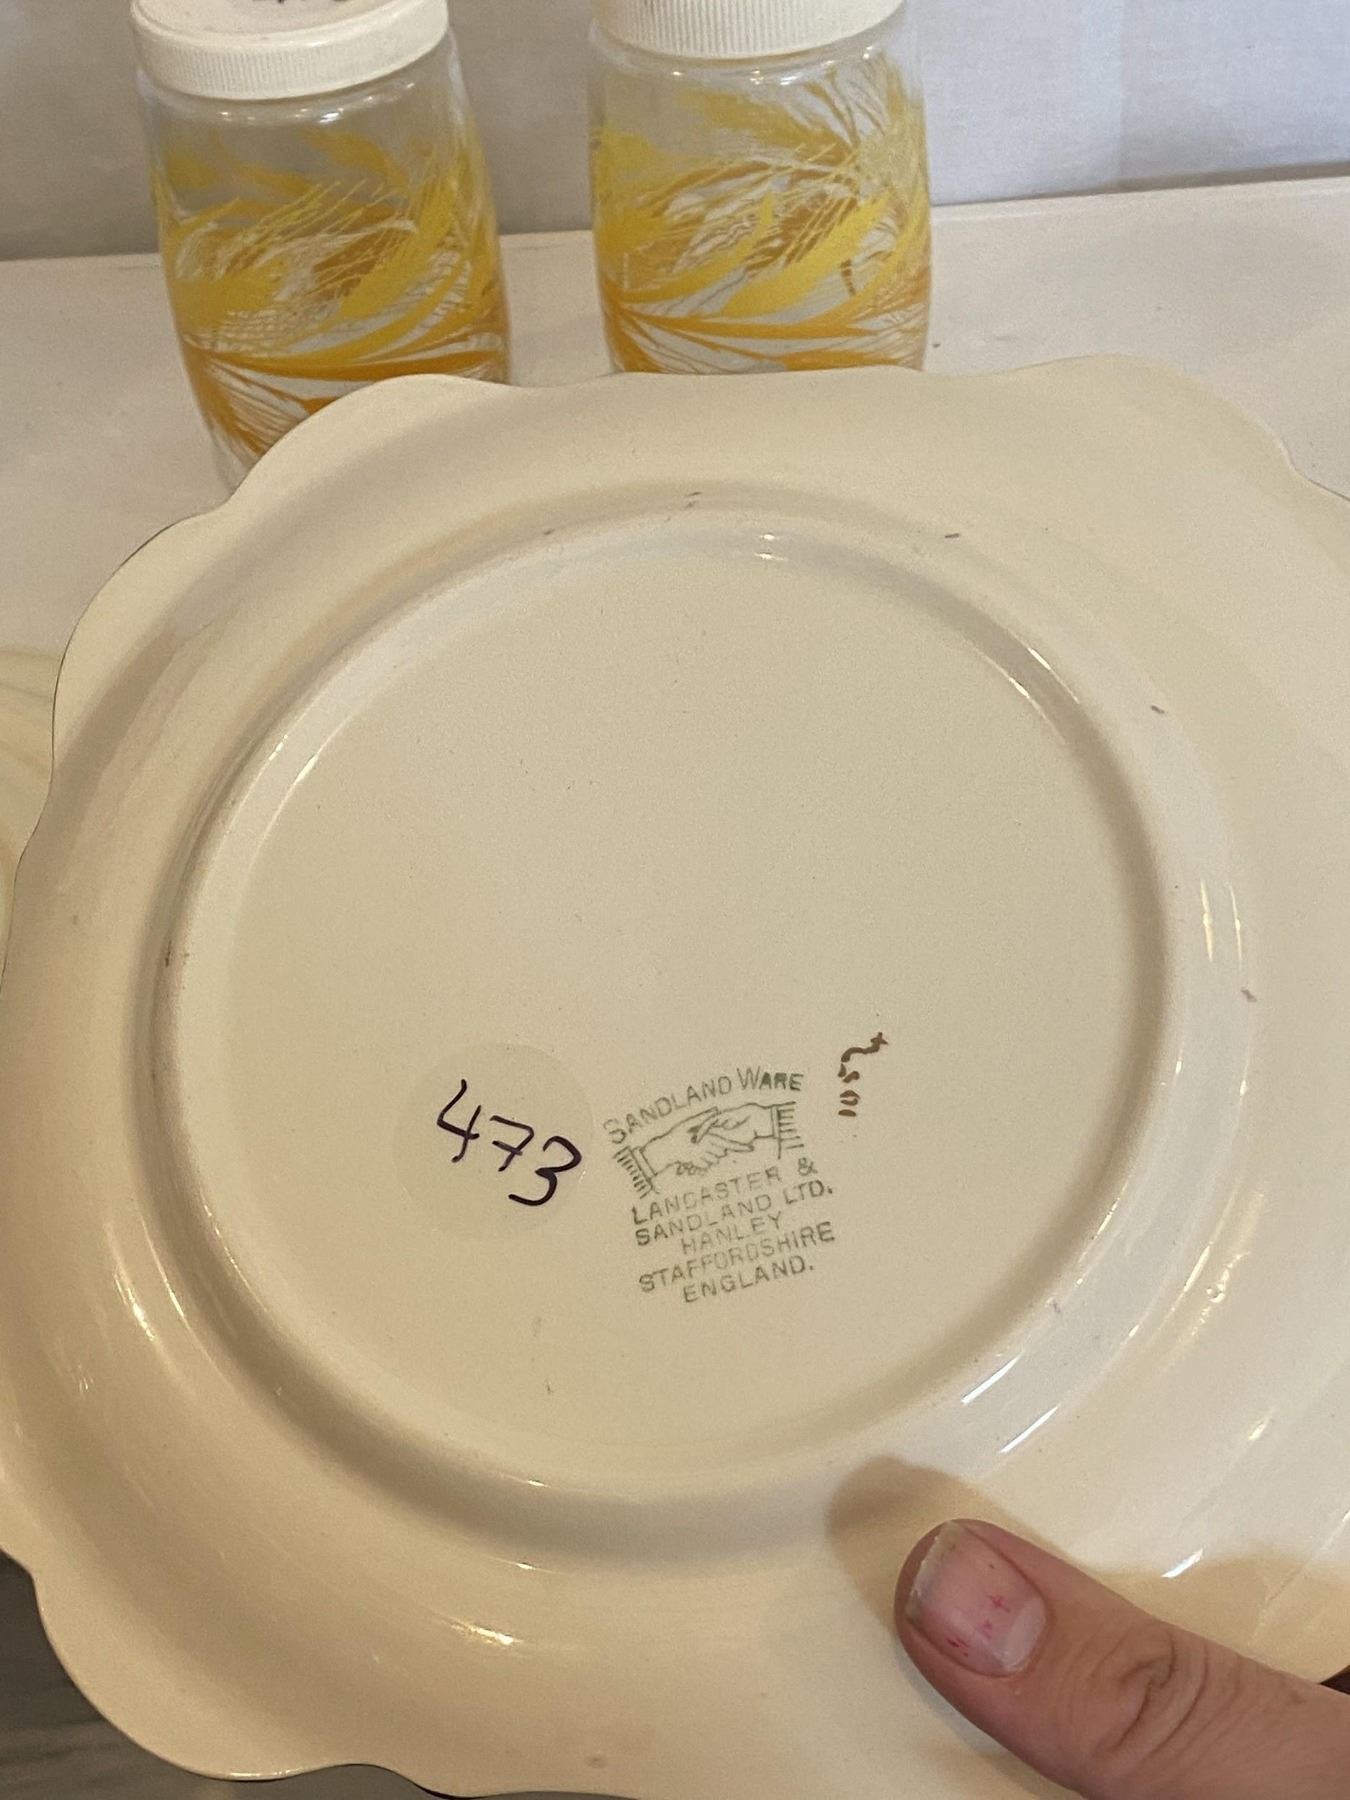 473
SANDLAND WARE
LANCASTER &
SANDLAND LTD.
HANLEY
STAFFORDSHIRE
ENGLAND.